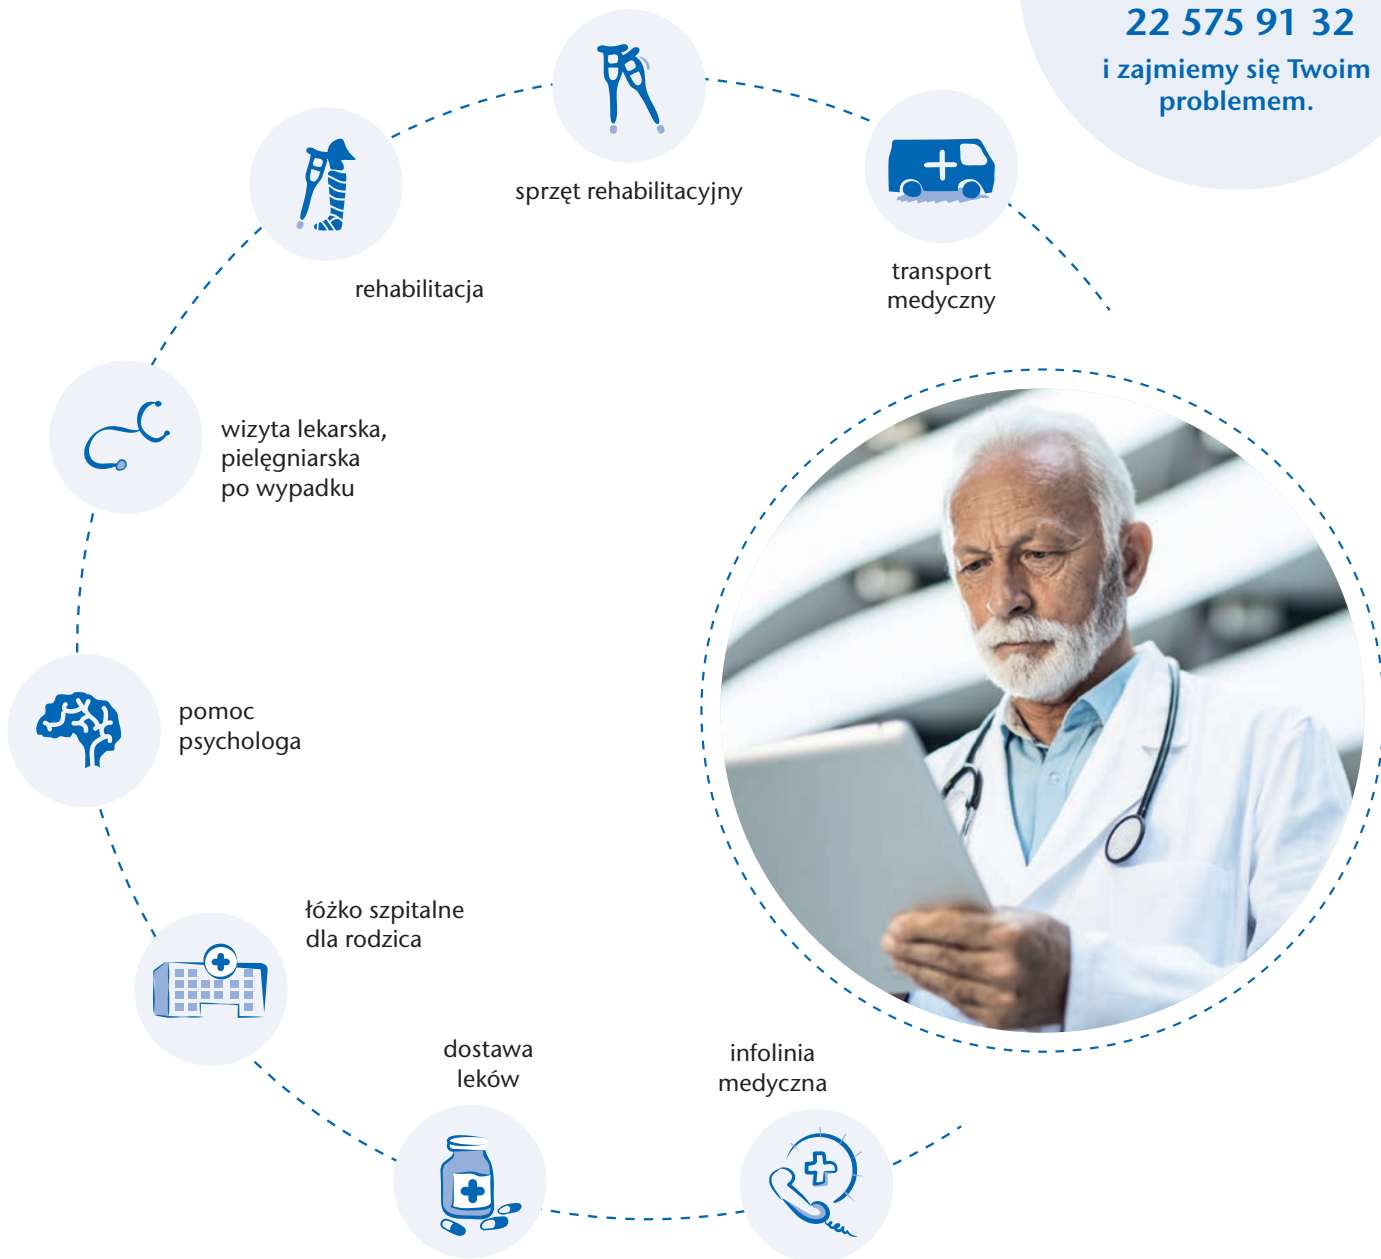 22 575 91 32
i zajmiemy się Twoim
problemem.
sprzęt rehabilitacyjny
transport
medyczny
rehabilitacja
wizyta lekarska,
pielęgniarska
po wypadku
pomoc
psychologa
łóżko szpitalne
dla rodzica
dostawa
leków
infolinia
medyczna